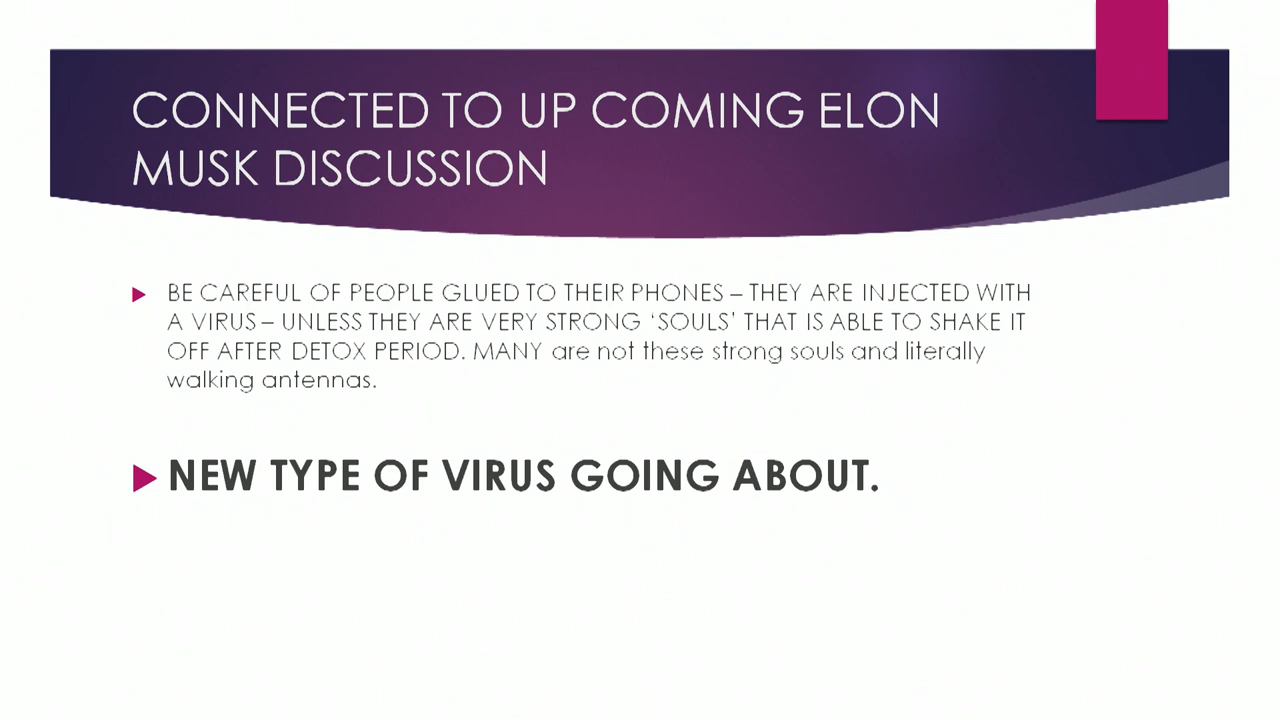 CONNECTED TO UP COMING ELON
MUSK DISCUSSION
BE CAREFUL OF PEOPLE GLUED TO THEIR PHONES – THEY ARE INJECTED WITH
A VIRUS – UNLESS THEY ARE VERY STRONG ‘SOULS’ THAT IS ABLE TO SHAKE IT
OFF AFTER DETOX PERIOD. MANY are not these strong souls and literally
walking antennas.
NEW TYPE OF VIRUS GOING ABOUT.